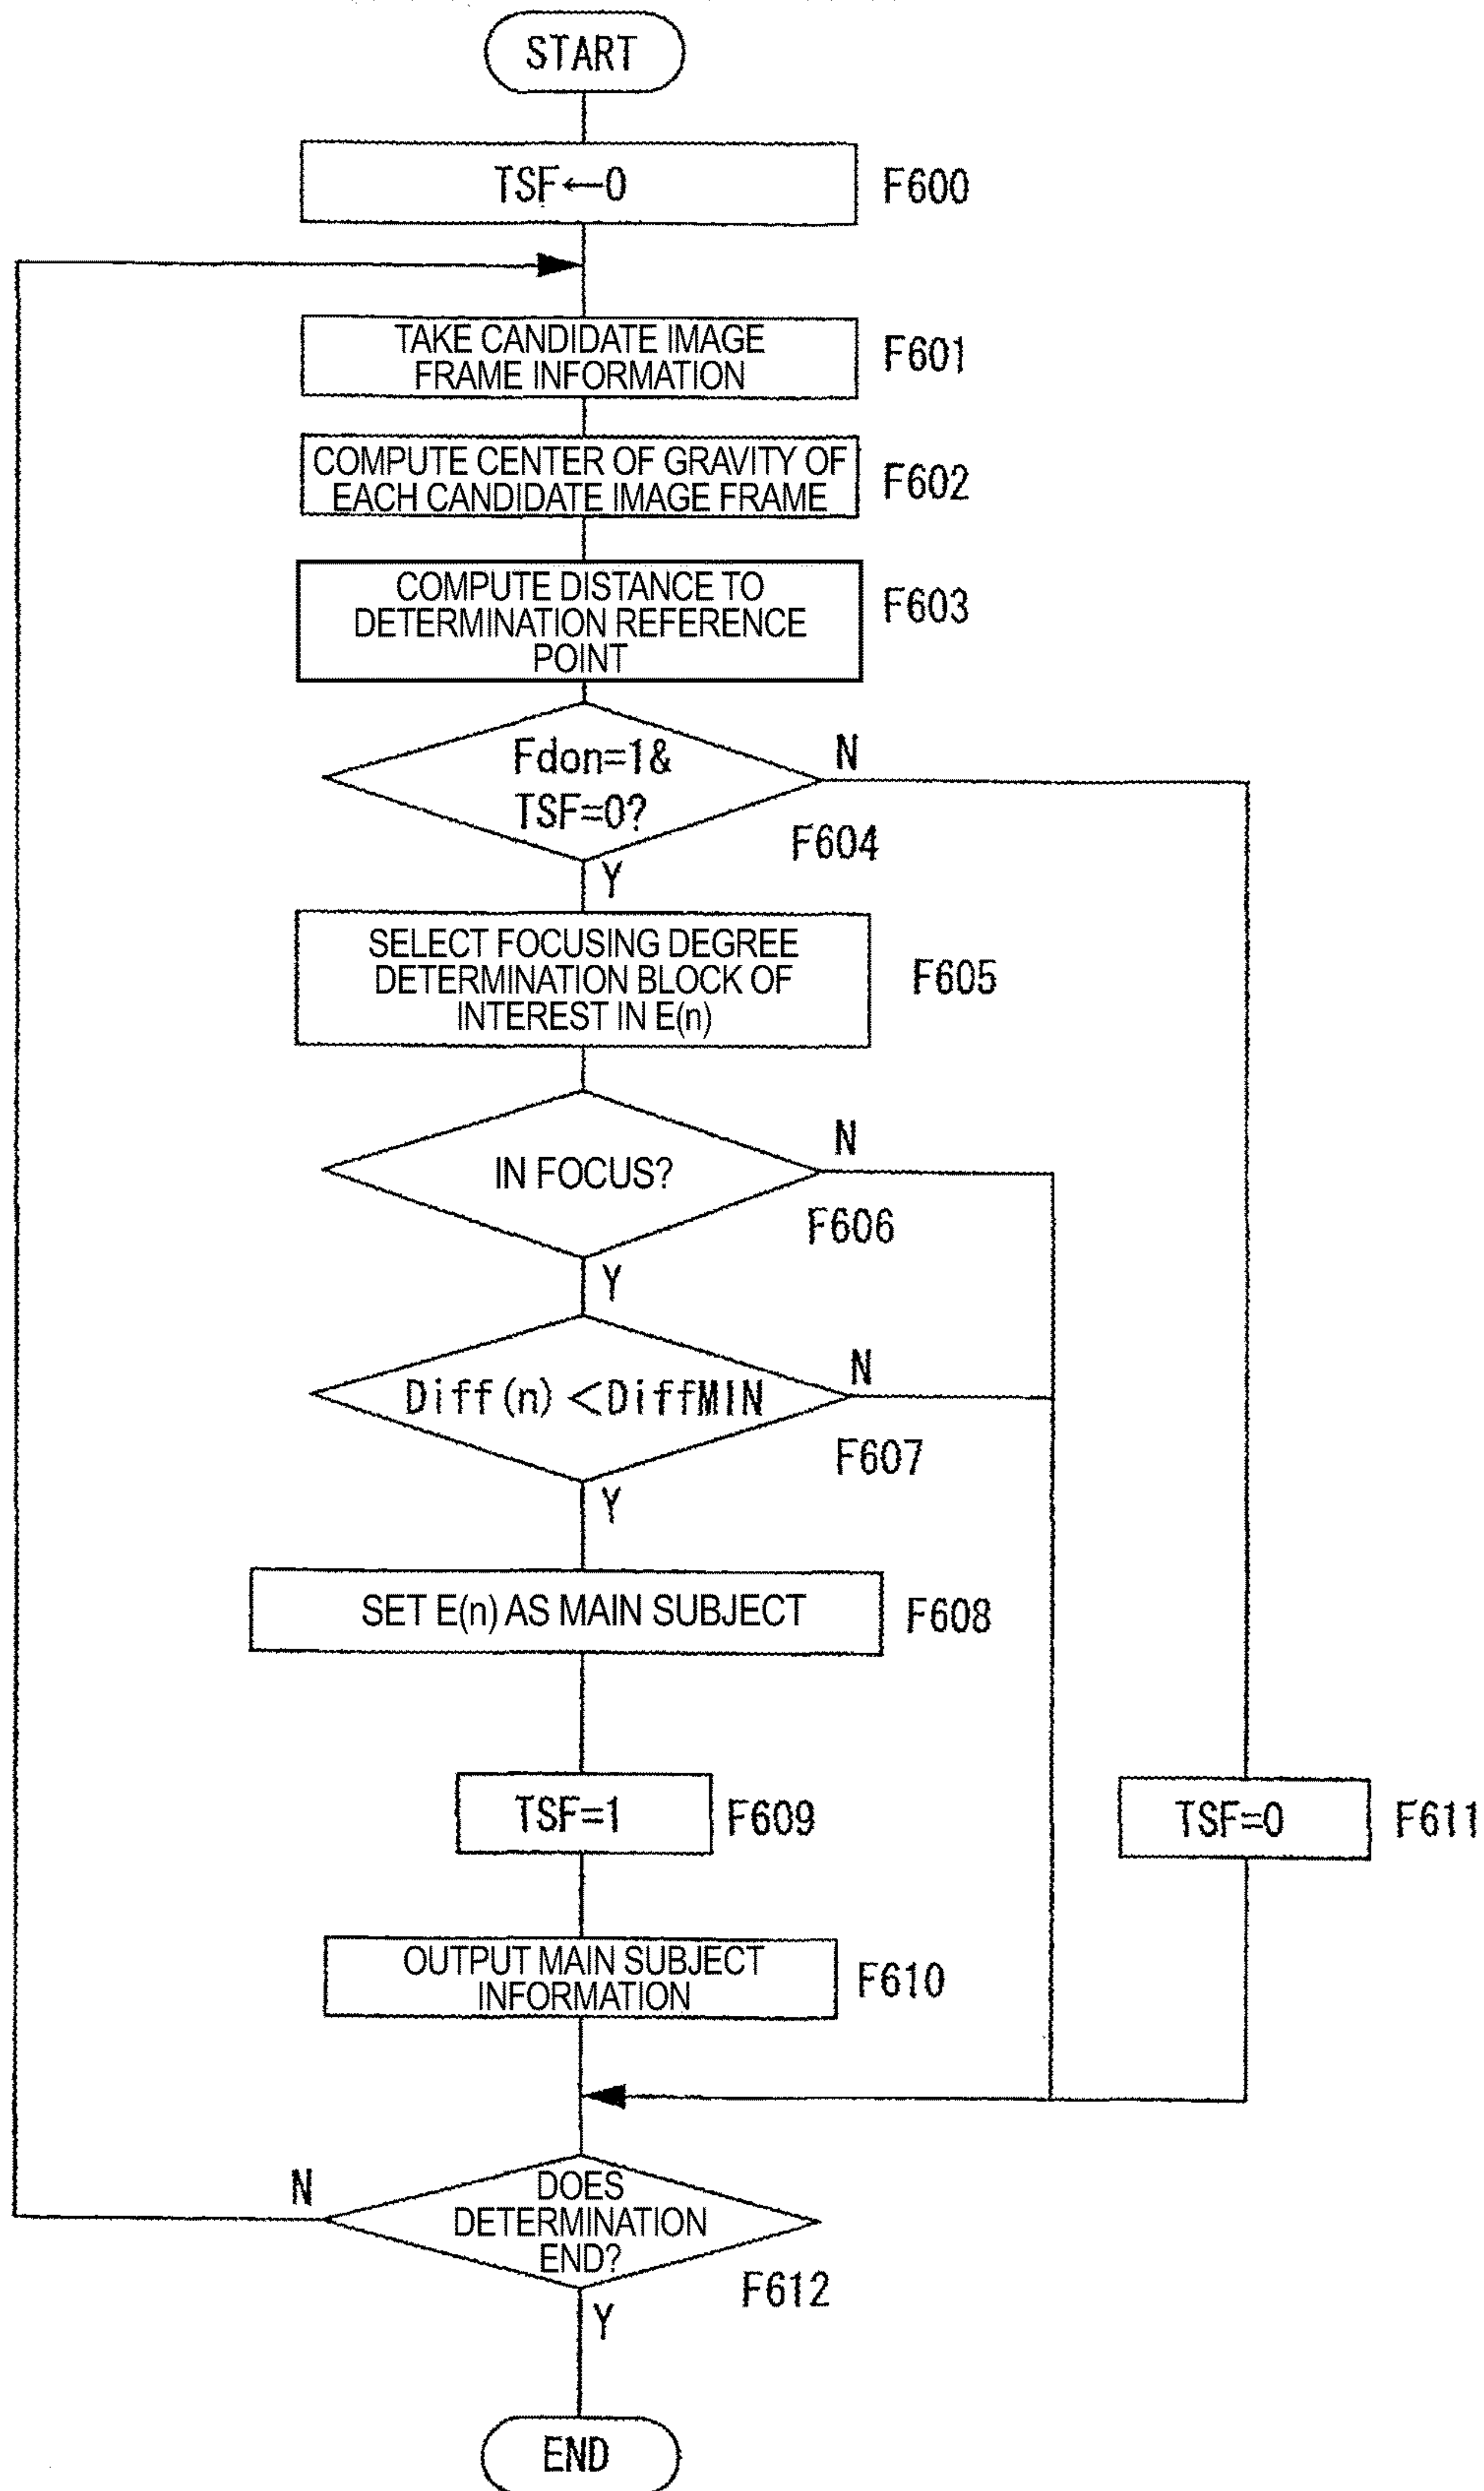 START
TSF←0
F600
TAKE CANDIDATE IMAGE
FRAME INFORMATION
F601
COMPUTE CENTER OF GRAVITY OF
EACH CANDIDATE IMAGE FRAME
F602
COMPUTE DISTANCE TO
DETERMINATION REFERENCE
POINT
F603
Fdon=1&
TSF=0?
N
F604
Y
SELECT FOCUSING DEGREE
DETERMINATION BLOCK OF
INTEREST IN E(n)
F605
IN FOCUS?
N
F606
Y
Diff(n) <DiffMIN
N
F607
Y
SET E(n) AS MAIN SUBJECT
F608
TSF=1
F609
TSF=0
F611
OUTPUT MAIN SUBJECT
INFORMATION
F610
N
DOES
DETERMINATION
END?
F612
Y
END